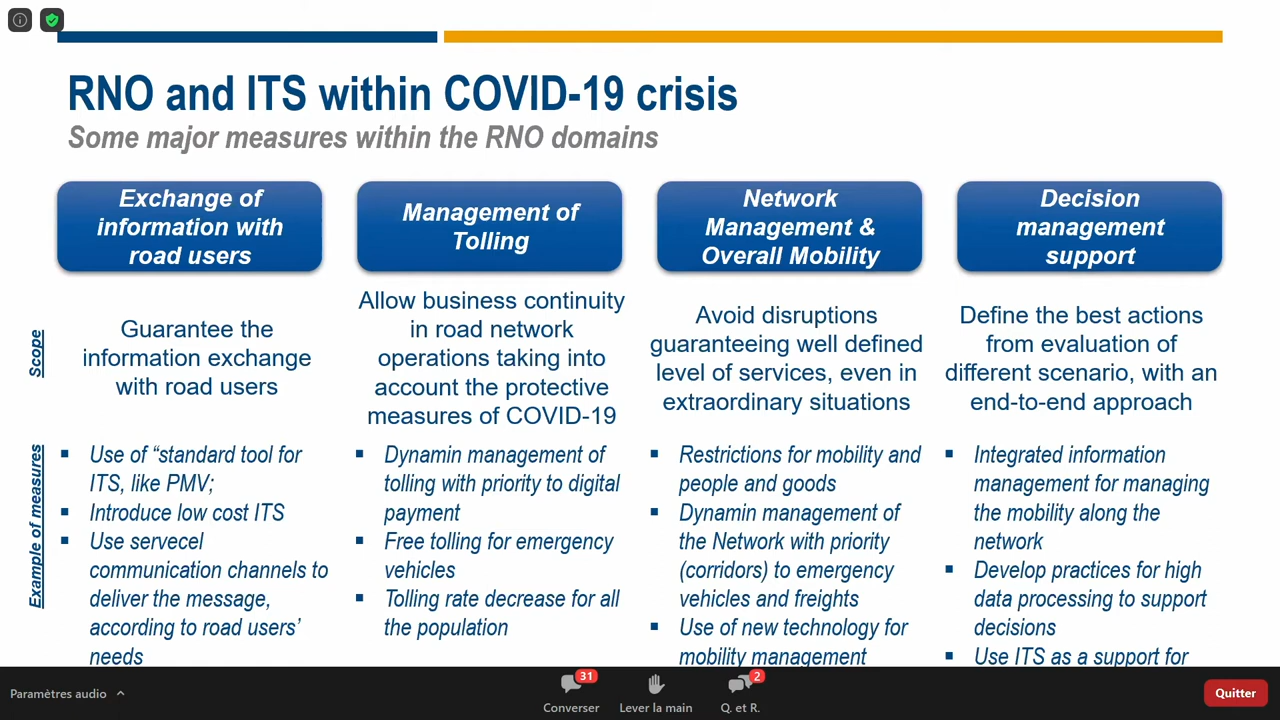 RNO and ITS within COVID-19 crisis
Some major measures within the RNO domains
Exchange of
information with
road users
Management of
Tolling
Network
Management &
Overall Mobility
Decision
management
support
Scope
Guarantee the
information exchange
with road users
Allow business continuity
in road network
operations taking into
account the protective
measures of COVID-19
Avoid disruptions
guaranteeing well defined
level of services, even in
extraordinary situations
Define the best actions
from evaluation of
different scenario, with an
end-to-end approach
Example of measures
▪ Use of “standard tool for
ITS, like PMV;
▪ Introduce low cost ITS
▪ Use servecel
communication channels to
deliver the message,
according to road users’
needs
▪ Dynamin management of
tolling with priority to digital
payment
▪ Free tolling for emergency
vehicles
▪ Tolling rate decrease for all
the population
▪ Restrictions for mobility and
people and goods
▪ Dynamin management of
the Network with priority
(corridors) to emergency
vehicles and freights
▪ Use of new technology for
mobility management
▪ Integrated information
management for managing
the mobility along the
network
▪ Develop practices for high
data processing to support
decisions
▪ Use ITS as a support for
Paramètres audio
31
Converser
Lever la main
2
Q. et R.
Quitter